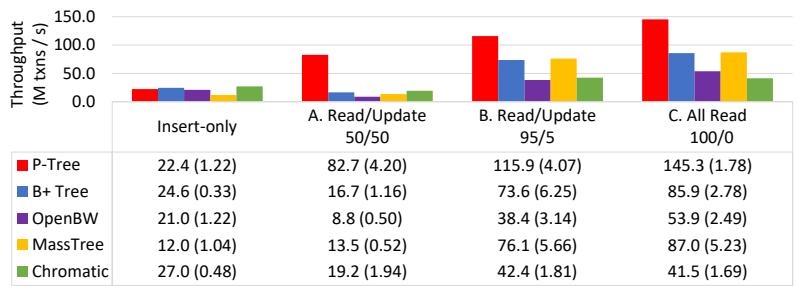 Throughput
(M txns / s)
150.0
100.0
50.0
0.0
Insert-only
A. Read/Update
50/50
B. Read/Update
95/5
C. All Read
100/0
P-Tree 22.4 (1.22) 82.7 (4.20) 115.9 (4.07) 145.3 (1.78)
B+ Tree 24.6 (0.33) 16.7 (1.16) 73.6 (6.25) 85.9 (2.78)
OpenBW 21.0 (1.22) 8.8 (0.50) 38.4 (3.14) 53.9 (2.49)
MassTree 12.0 (1.04) 13.5 (0.52) 76.1 (5.66) 87.0 (5.23)
Chromatic 27.0 (0.48) 19.2 (1.94) 42.4 (1.81) 41.5 (1.69)